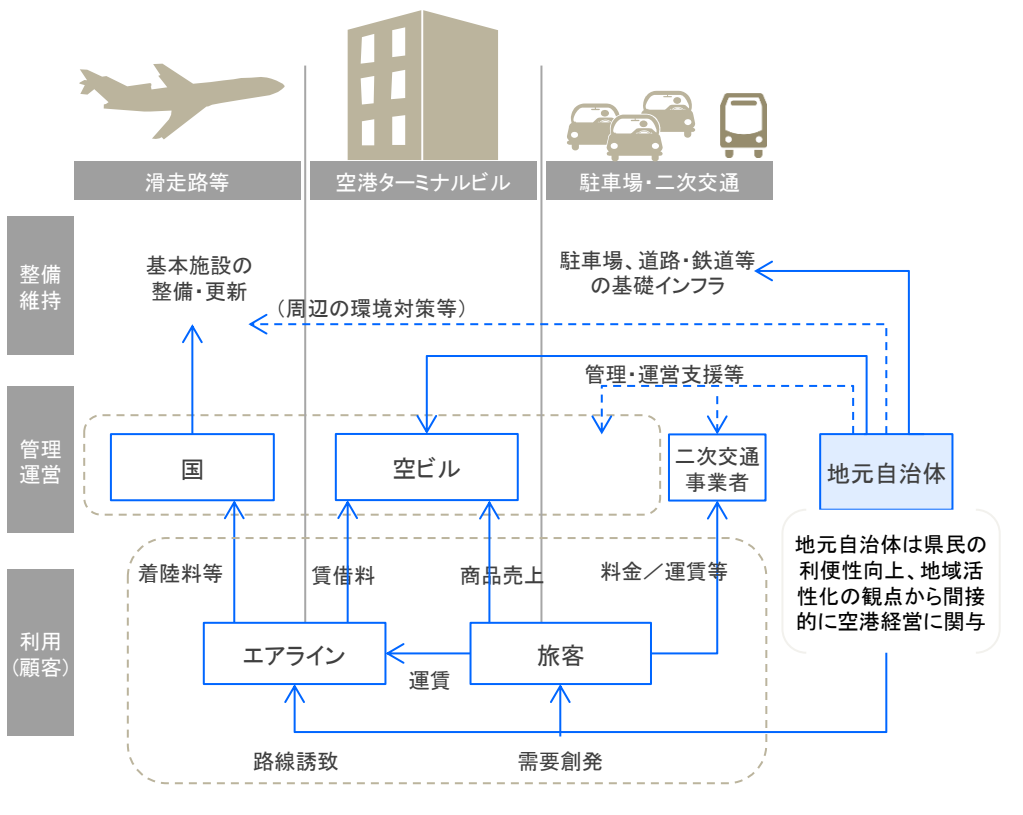 滑走路等
空港ターミナルビル
駐車場・二次交通
整備
維持
基本施設の
整備・更新
駐車場、道路・鉄道等
の基礎インフラ
（周辺の環境対策等）
管理・運営支援等
管理
運営
国
空ビル
二次交通
事業者
地元自治体
地元自治体は県民の
利便性向上、地域活
性化の観点から間接
的に空港経営に関与
着陸料等
賃借料
商品売上
料金／運賃等
利用
（顧客）
エアライン
旅客
運賃
路線誘致
需要創発